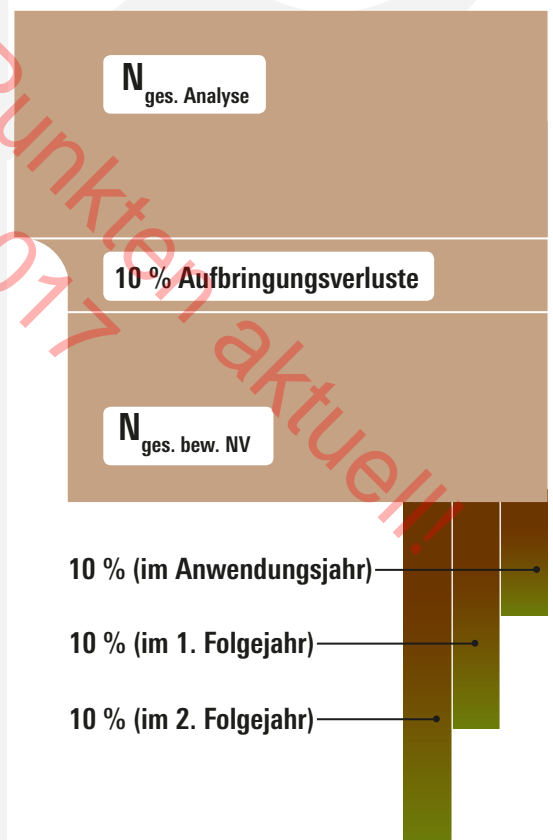 N ges. Analyse
10 % Aufbringungsverluste
N ges. bew. NV
10 % (im Anwendungsjahr)
10 % (im 1. Folgejahr)
10 % (im 2. Folgejahr)
Punkten aktuell!
017